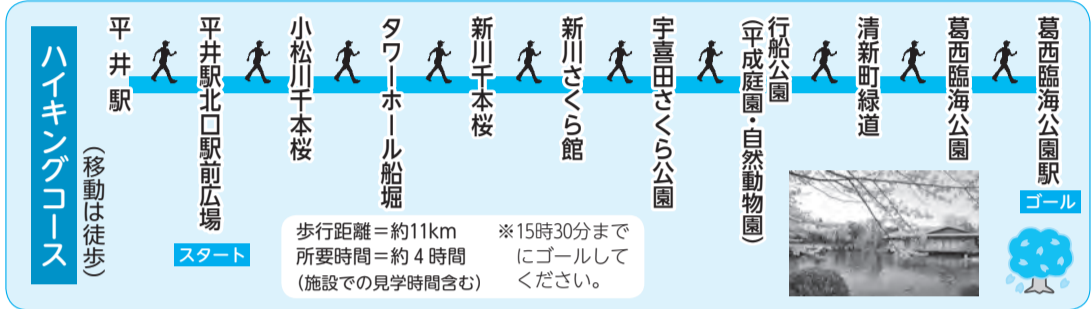 ハイキングコース
(移動は徒歩)
平井駅
平井駅北口駅前広場
スタート
小松川千本桜
タワーホール船堀
新川千本桜
新川さくら館
宇喜田さくら公園
行船公園
(平成庭園・自然動物園)
清新町緑道
葛西臨海公園
葛西臨海公園駅
ゴール
歩行距離=約11km
所要時間=約4時間
(施設での見学時間含む)
※15時30分まで
にゴールして
ください。